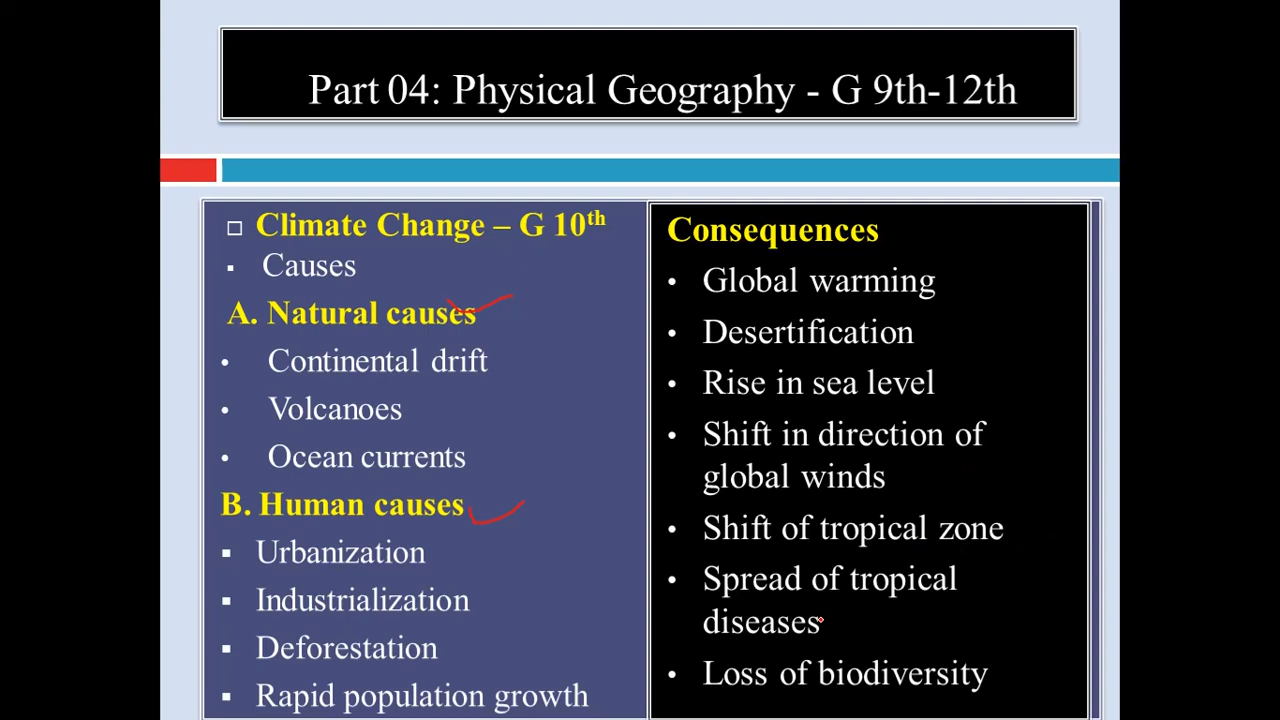 Part 04: Physical Geography - G 9th-12th
Climate Change – G 10th
Causes
A. Natural causes
Continental drift
Volcanoes
Ocean currents
B. Human causes
Urbanization
Industrialization
Deforestation
Rapid population growth
Consequences
Global warming
Desertification
Rise in sea level
Shift in direction of
global winds
Shift of tropical zone
Spread of tropical
diseases
Loss of biodiversity